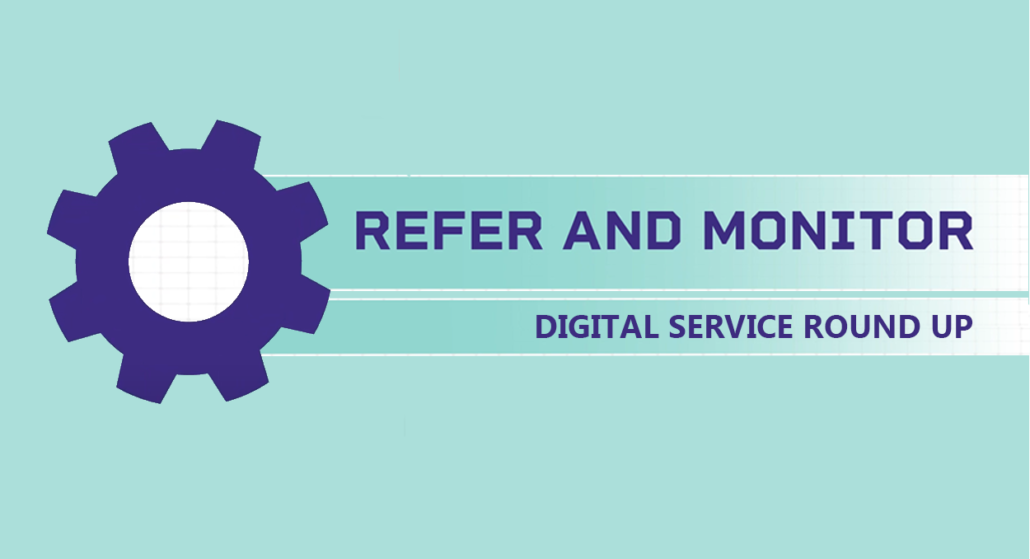 REFER AND MONITOR
DIGITAL SERVICE ROUND UP